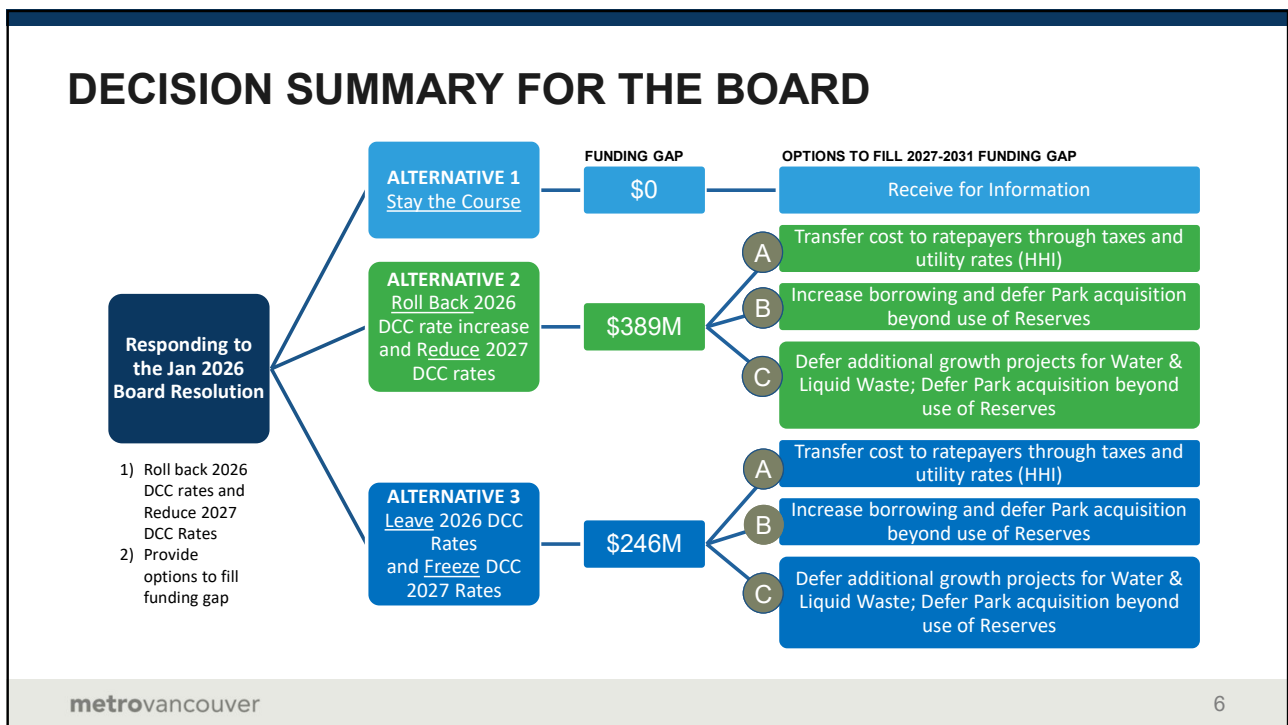 DECISION SUMMARY FOR THE BOARD
FUNDING GAP
OPTIONS TO FILL 2027-2031 FUNDING GAP
Responding to
the Jan 2026
Board Resolution
1) Roll back 2026
DCC rates and
Reduce 2027
DCC Rates
2) Provide
options to fill
funding gap
ALTERNATIVE 1
Stay the Course
$0
Receive for Information
ALTERNATIVE 2
Roll Back 2026
DCC rate increase
and Reduce 2027
DCC rates
$389M
A
Transfer cost to ratepayers through taxes and
utility rates (HHI)
B
Increase borrowing and defer Park acquisition
beyond use of Reserves
C
Defer additional growth projects for Water &
Liquid Waste; Defer Park acquisition beyond
use of Reserves
ALTERNATIVE 3
Leave 2026 DCC
Rates
and Freeze DCC
2027 Rates
$246M
A
Transfer cost to ratepayers through taxes and
utility rates (HHI)
B
Increase borrowing and defer Park acquisition
beyond use of Reserves
C
Defer additional growth projects for Water &
Liquid Waste; Defer Park acquisition beyond
use of Reserves
metrovancouver
6